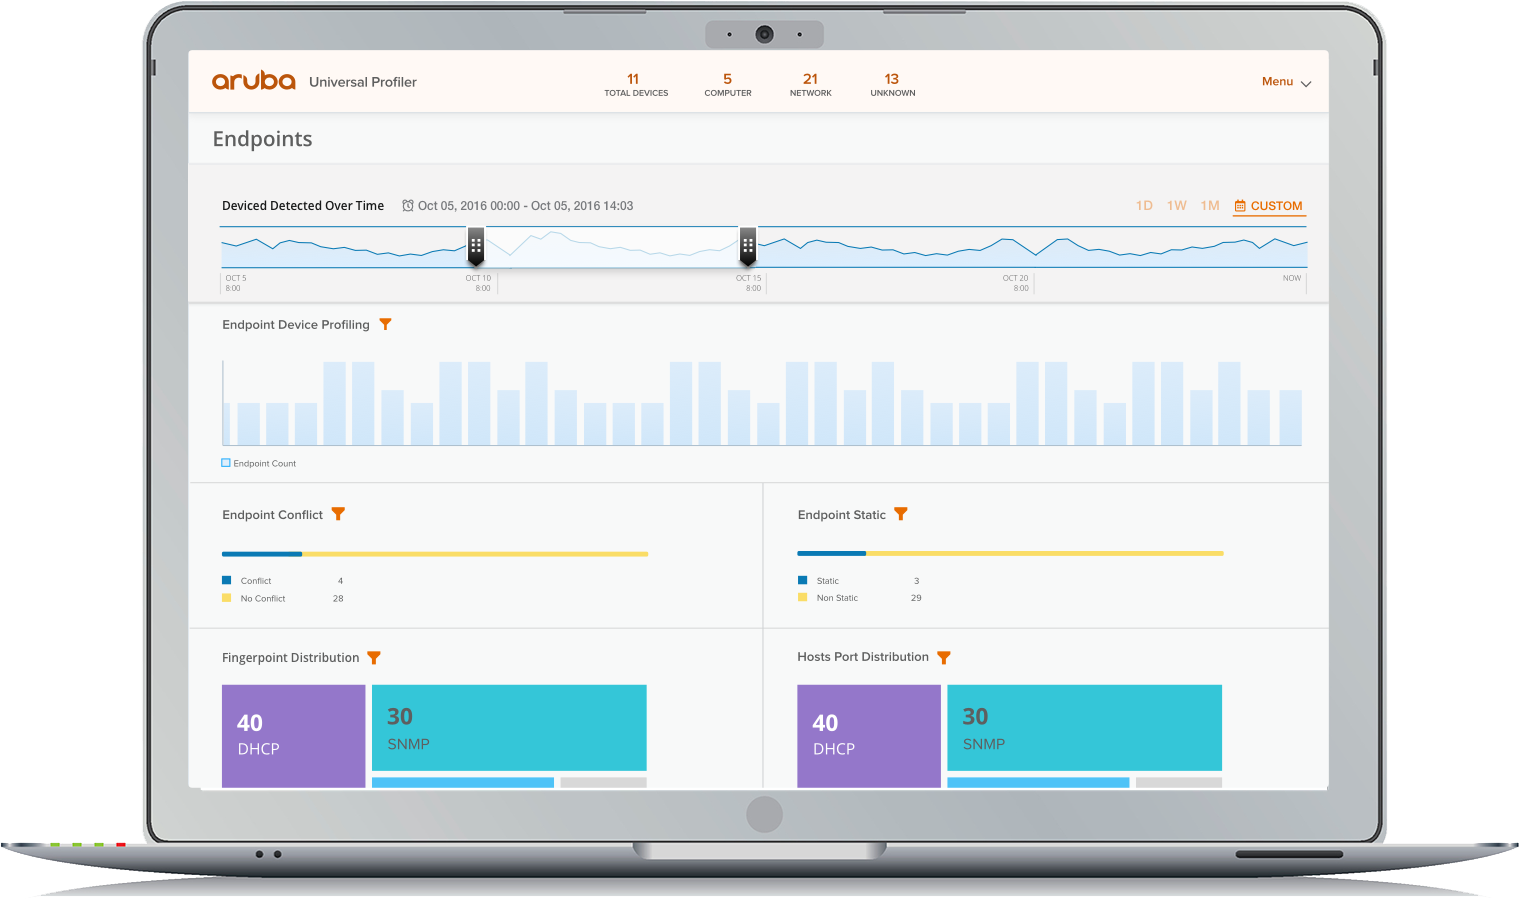 aruba Universal Profiler
11 5 21 13
TOTAL DEVICES COMPUTER NETWORK UNKNOWN
Menu
Endpoints
Deviced Detected Over Time Oct 05, 2016 00:00 - Oct 05, 2016 14:03 1D 1W 1M CUSTOM
OCT 5 OCT 10 OCT 15 OCT 20 NOW
8:00 8:00 8:00 8:00
Endpoint Device Profiling
Endpoint Count
Endpoint Conflict
Conflict 4
No Conflict 28
Endpoint Static
Static 3
Non Static 29
Fingerpoint Distribution
40
DHCP
30
SNMP
Hosts Port Distribution
40
DHCP
30
SNMP